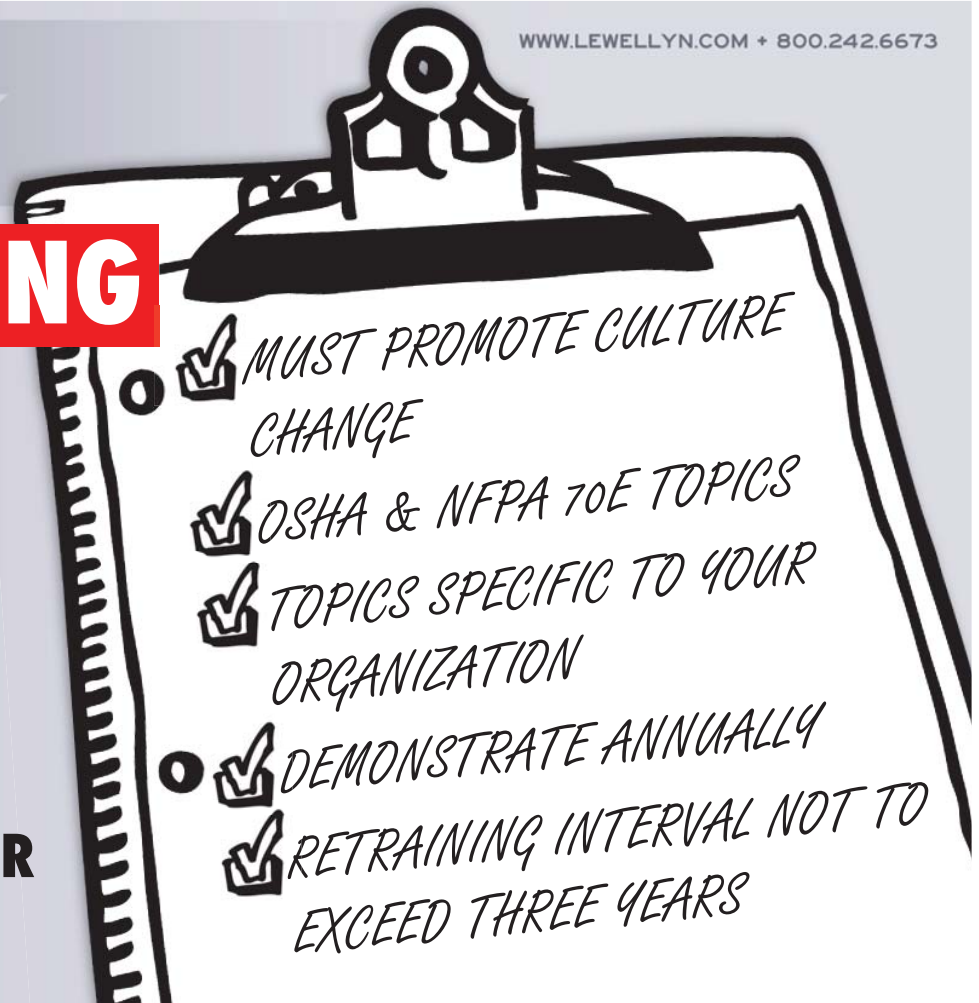 WWW.LEWELLYN.COM + 800.242.6673
NG
MUST PROMOTE CULTURE
CHANGE
OSHA & NFPA 70E TOPICS
TOPICS SPECIFIC TO YOUR
ORGANIZATION
DEMONSTRATE ANNUALLY
RETRAINING INTERVAL NOT TO
R
EXCEED THREE YEARS